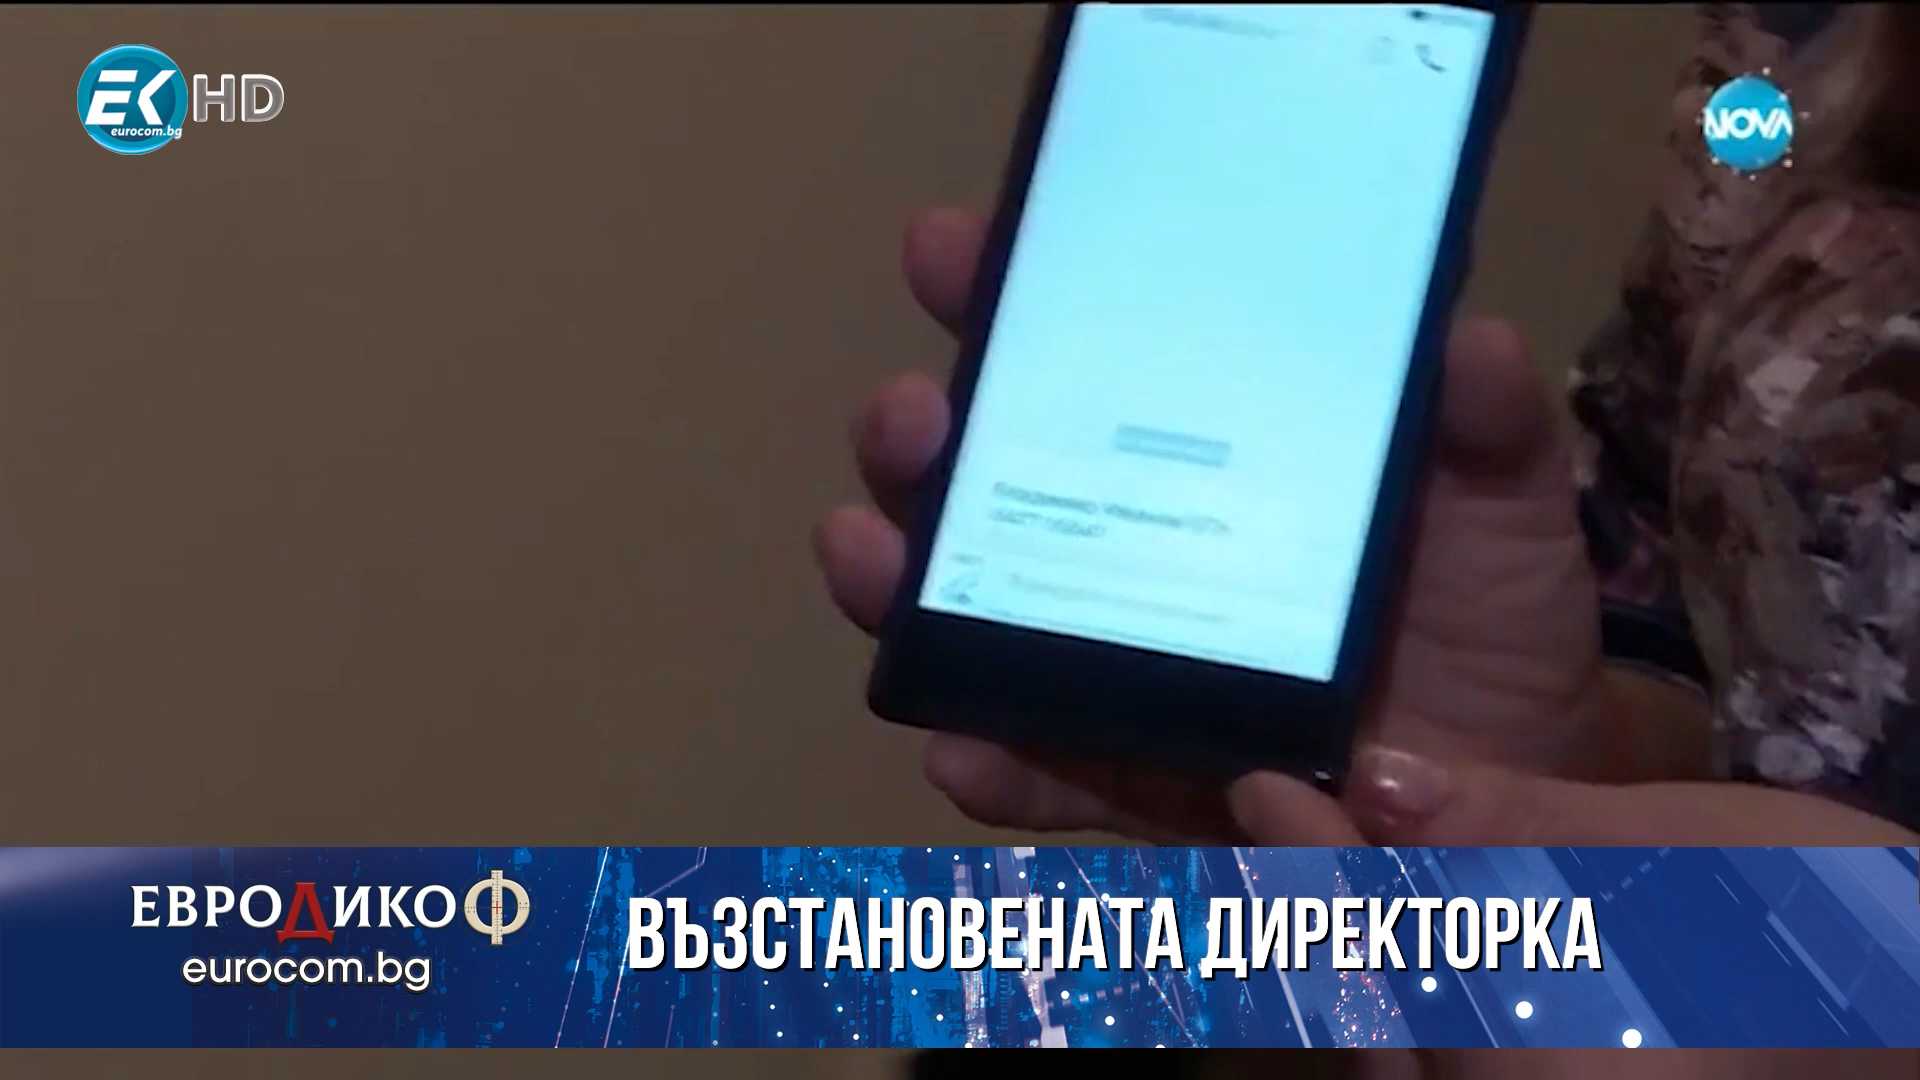 EK HD
eurocom.bg
NOVA
ЕВРОДИКОФ
eurocom.bg
ВЪЗСТАНОВЕНАТА ДИРЕКТОРКА